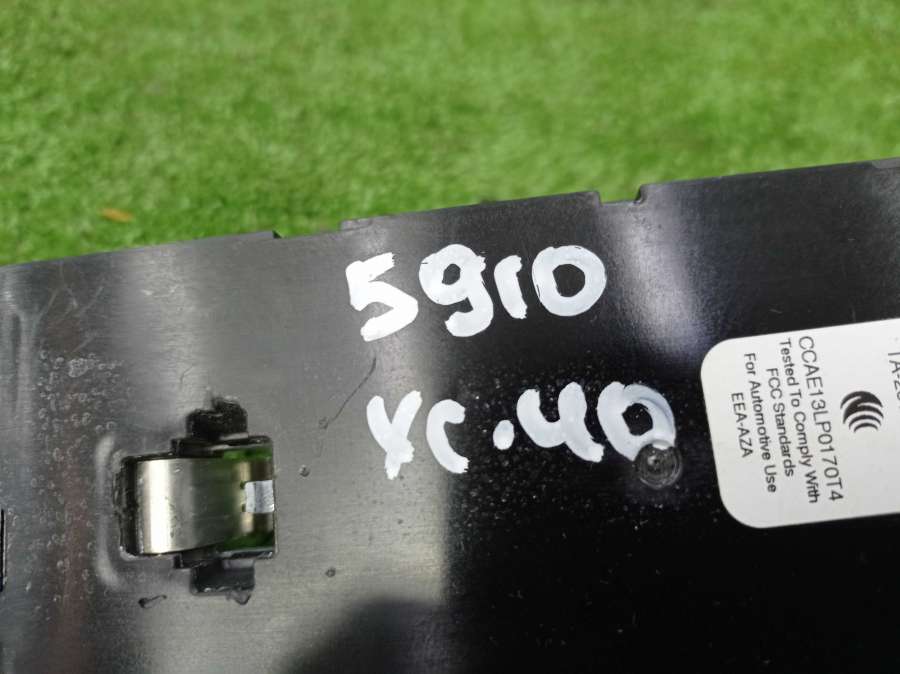 5910
XC.40
CCAE13LP0170T4
Tested To Comply With
FCC Standards
For Automotive Use
EEA-AZA